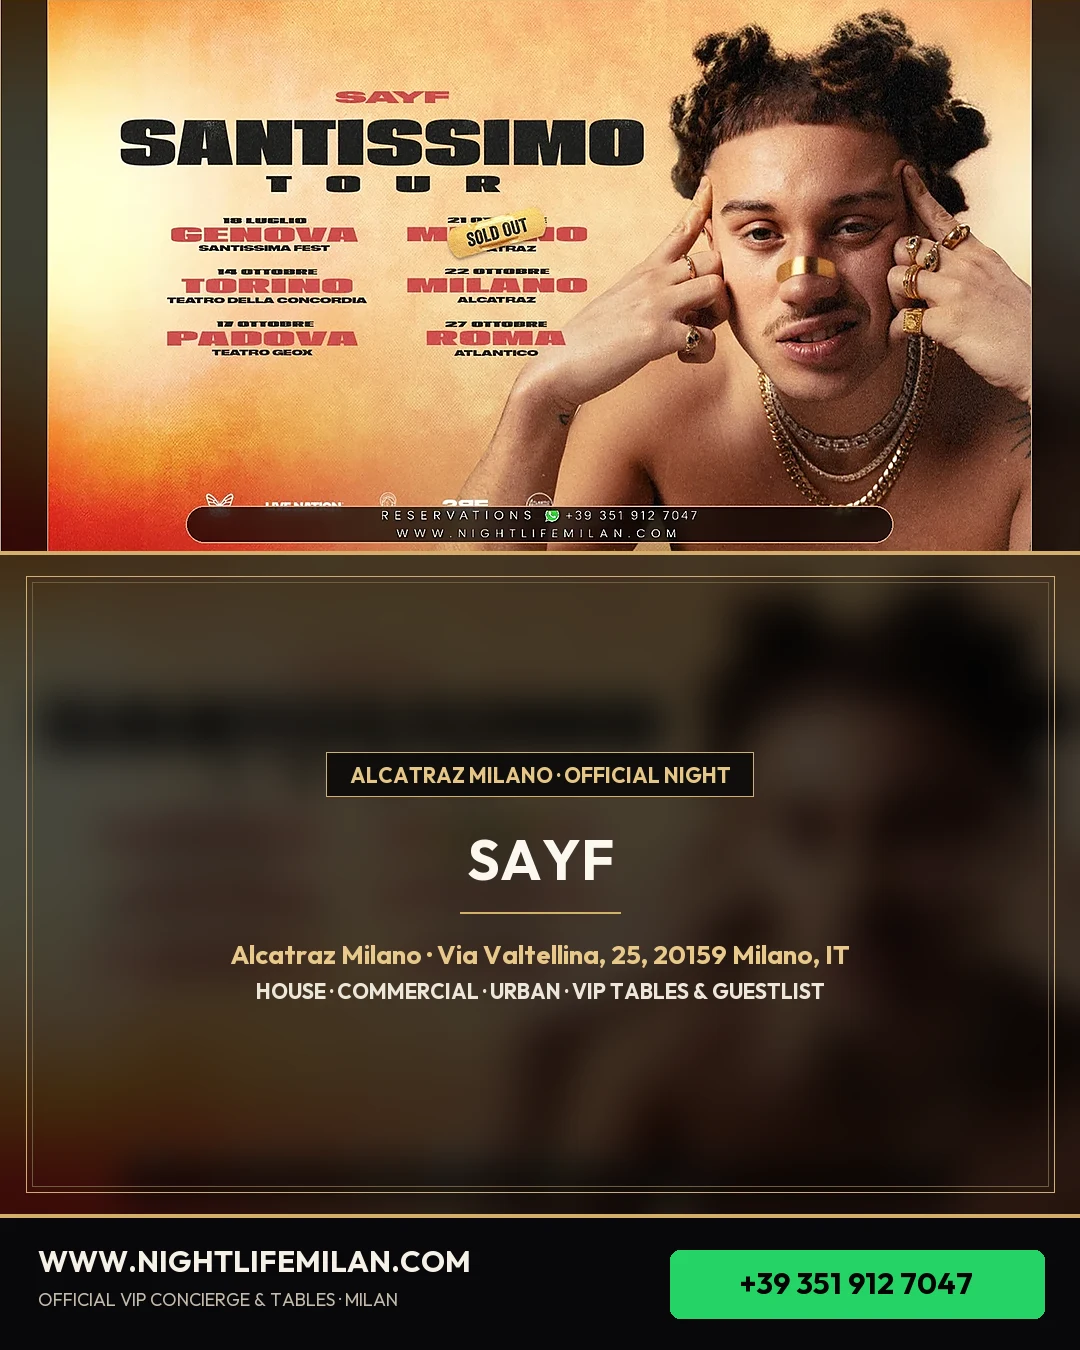 SAYF
SANTISSIMO
TOUR
18 LUGLIO
GENOVA
SANTISSIMA FEST
14 OTTOBRE
TORINO
TEATRO DELLA CONCORDIA
17 OTTOBRE
PADOVA
TEATRO GEOX
21
SOLD OUT
22 OTTOBRE
MILANO
ALCATRAZ
27 OTTOBRE
ROMA
ATLANTICO
LIVE NATION
RESERVATIONS +39 351 912 7047
WWW.NIGHTLIFEMILAN.COM
ALCATRAZ MILANO · OFFICIAL NIGHT
SAYF
Alcatraz Milano · Via Valtellina, 25, 20159 Milano, IT
HOUSE · COMMERCIAL · URBAN · VIP TABLES & GUESTLIST
WWW.NIGHTLIFEMILAN.COM
OFFICIAL VIP CONCIERGE & TABLES · MILAN
+39 351 912 7047